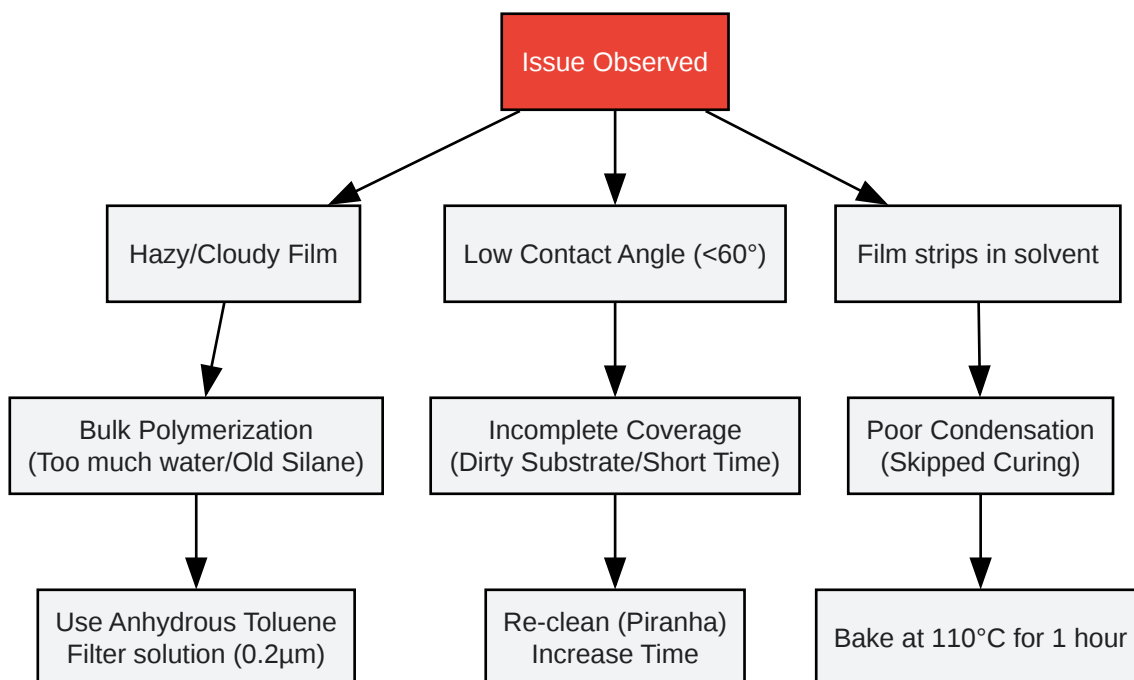 Issue Observed
Hazy/Cloudy Film
Low Contact Angle (<60°)
Film strips in solvent
Bulk Polymerization
(Too much water/Old Silane)
Incomplete Coverage
(Dirty Substrate/Short Time)
Poor Condensation
(Skipped Curing)
Use Anhydrous Toluene
Filter solution (0.2µm)
Re-clean (Piranha)
Increase Time
Bake at 110°C for 1 hour